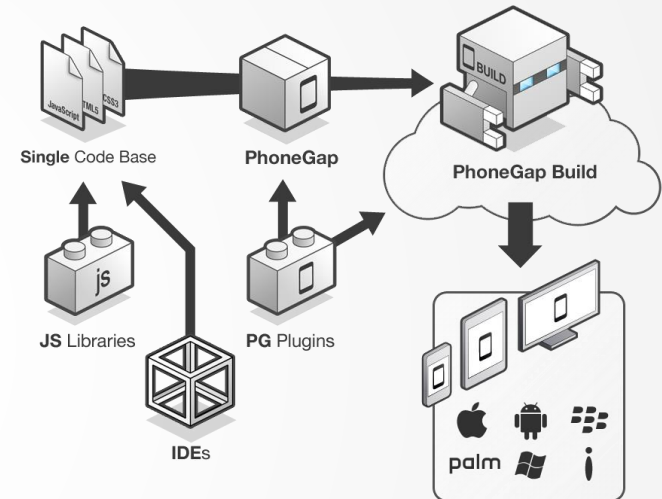 JavaScript
HTML5
CSS3
BUILD
Single Code Base
PhoneGap
PhoneGap Build
js
JS Libraries
PG Plugins
IDEs
palm